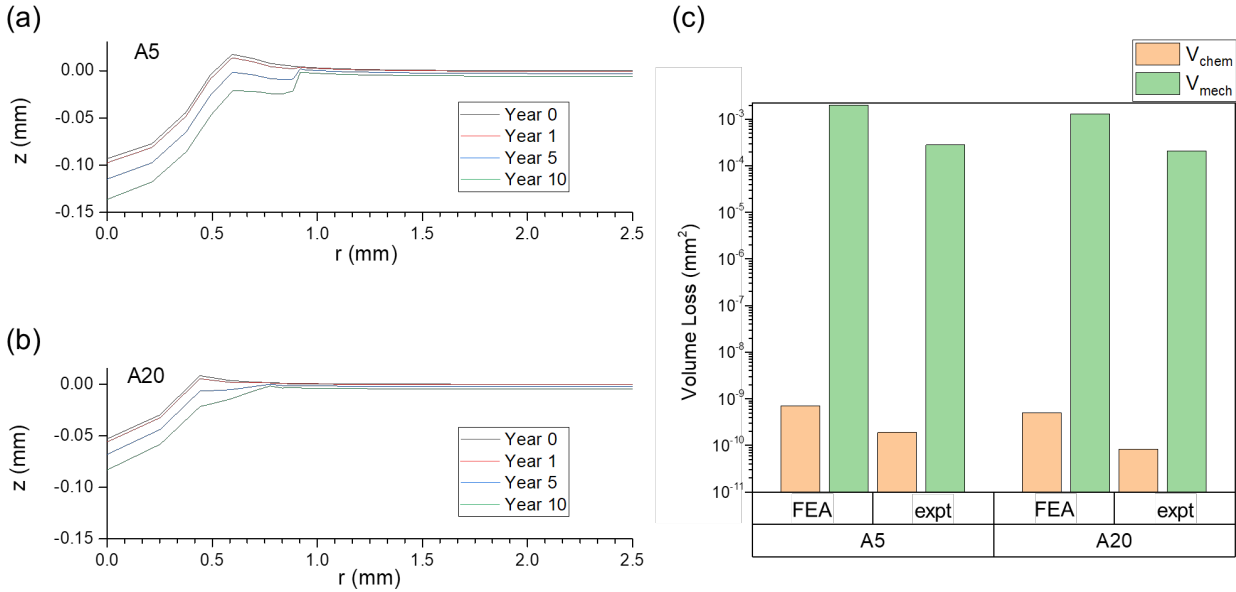 (a)
A5
0.00
-0.05
-0.10
-0.15
z (mm)
Year 0
Year 1
Year 5
Year 10
0.0 0.5 1.0 1.5 2.0 2.5
r (mm)
(b)
A20
0.00
-0.05
-0.10
-0.15
z (mm)
Year 0
Year 1
Year 5
Year 10
0.0 0.5 1.0 1.5 2.0 2.5
r (mm)
(c)
V_chem
V_mech
10⁻³
10⁻⁴
10⁻⁵
10⁻⁶
10⁻⁷
10⁻⁸
10⁻⁹
10⁻¹⁰
10⁻¹¹
Volume Loss (mm²)
FEA expt FEA expt
A5 A20